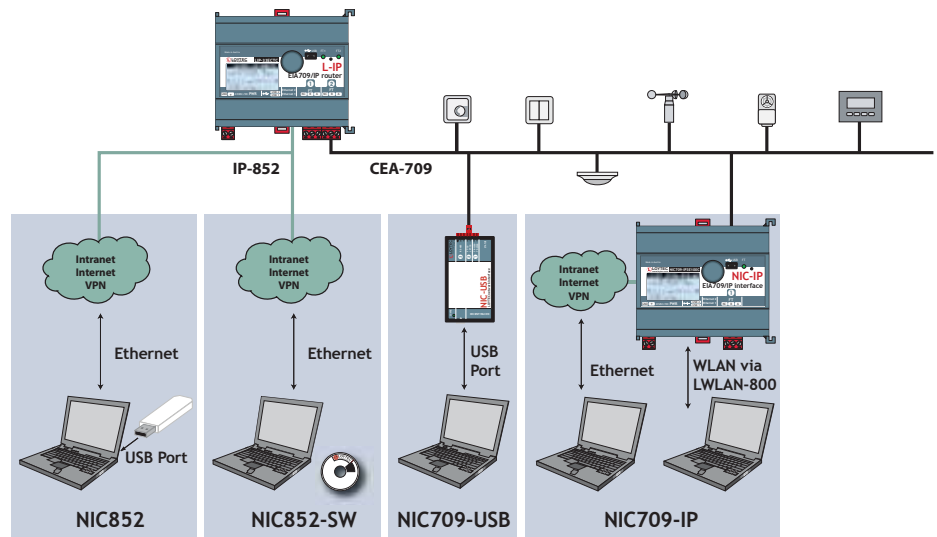 LOYTEC
L-IP
EIA709/IP router
IP-852
CEA-709
Intranet
Internet
VPN
Ethernet
USB Port
NIC852
Intranet
Internet
VPN
Ethernet
NIC852-SW
NIC-USB
USB
Port
NIC709-USB
Intranet
Internet
VPN
Ethernet
LOYTEC
NIC-IP
EIA709/IP interface
WLAN via
LWLAN-800
NIC709-IP